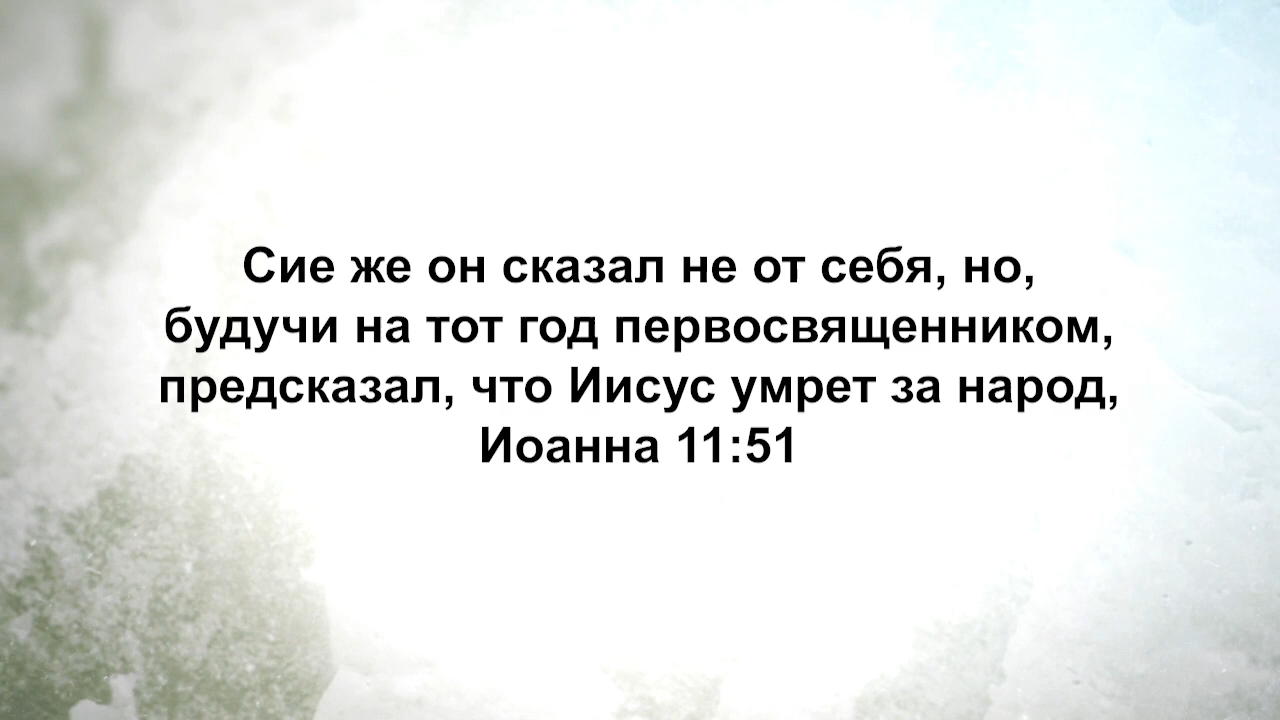 Сие же он сказал не от себя, но,
будучи на тот год первосвященником,
предсказал, что Иисус умрет за народ,
Иоанна 11:51